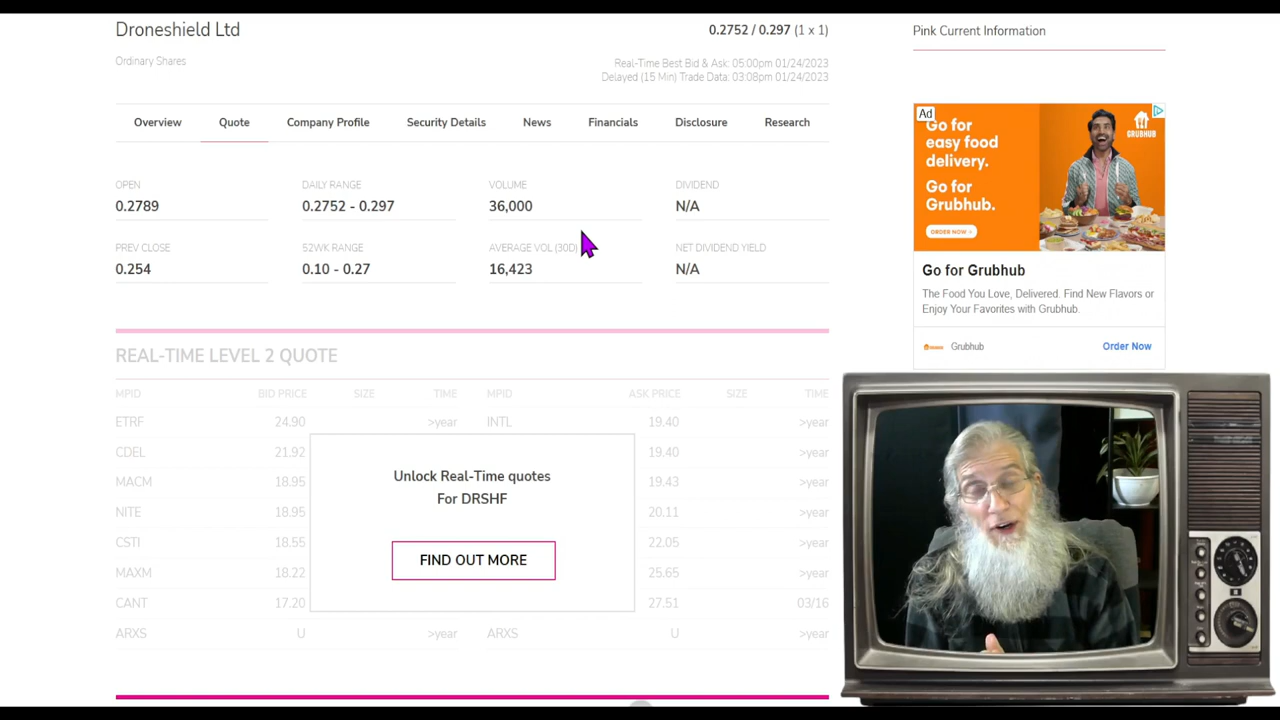 Droneshield Ltd
0.2752 / 0.297 (1 x 1)
Pink Current Information
Ordinary Shares
Real-Time Best Bid & Ask: 05:00pm 01/24/2023
Delayed (15 Min) Trade Data: 03:08pm 01/24/2023
Overview Quote Company Profile Security Details News Financials Disclosure Research
OPEN DAILY RANGE VOLUME DIVIDEND
0.2789 0.2752 - 0.297 36,000 N/A
PREV CLOSE 52WK RANGE AVERAGE VOL (30D) NET DIVIDEND YIELD
0.254 0.10 - 0.27 16,423 N/A
Ad
Go for
easy food
delivery.
Go for
Grubhub.
ORDER NOW
GRUBHUB
Go for Grubhub
The Food You Love, Delivered. Find New Flavors or
Enjoy Your Favorites with Grubhub.
Grubhub Order Now
REAL-TIME LEVEL 2 QUOTE
MPID BID PRICE SIZE TIME MPID ASK PRICE SIZE TIME
ETRF 24.90 >year INTL 19.40 >year
CDEL 21.92 19.40 >year
MACM 18.95 19.43 >year
NITE 18.95 20.11 >year
CSTI 18.55 22.05 >year
MAXM 18.22 25.65 >year
CANT 17.20 27.51 03/16
ARXS U >year ARXS U >year
Unlock Real-Time quotes
For DRSHF
FIND OUT MORE